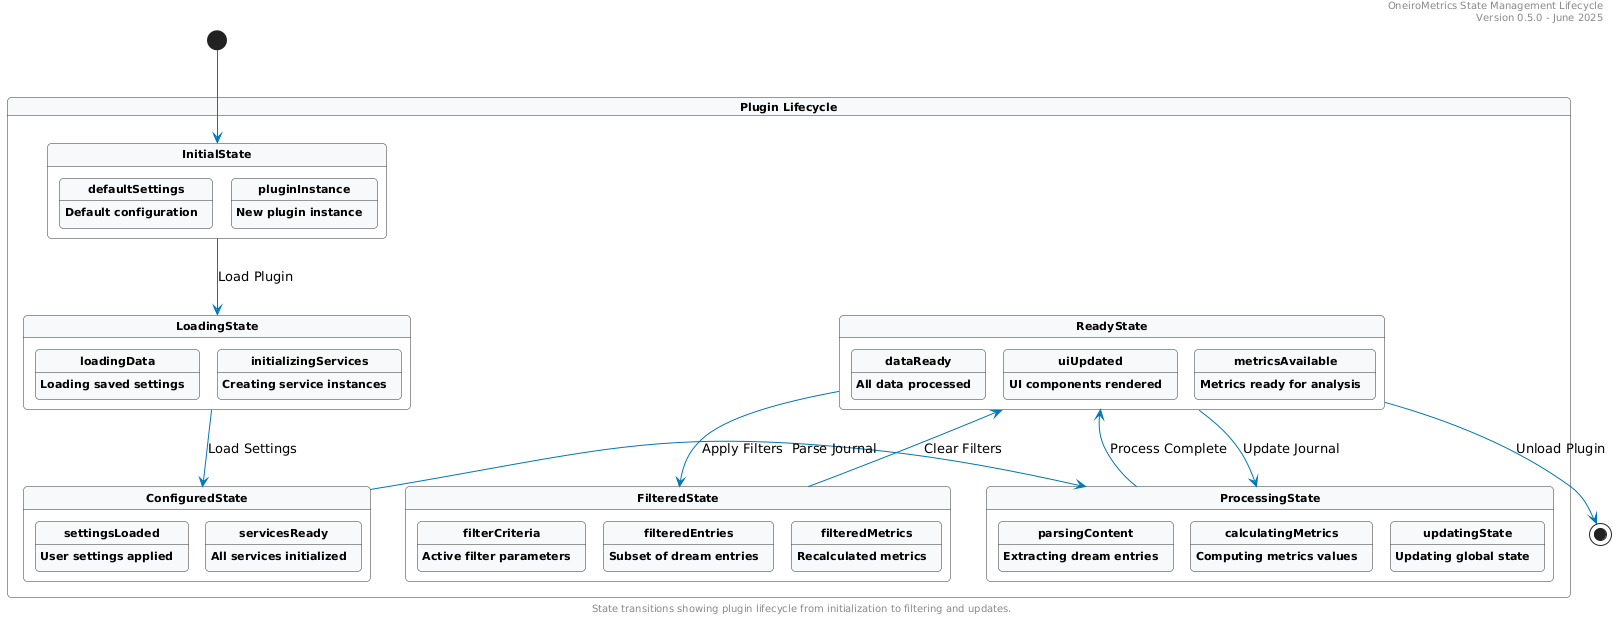 OneiroMetrics State Management Lifecycle
Version 0.5.0 - June 2025
Plugin Lifecycle
InitialState
defaultSettings
Default configuration
pluginInstance
New plugin instance
Load Plugin
LoadingState
loadingData
Loading saved settings
initializingServices
Creating service instances
ReadyState
dataReady
All data processed
uiUpdated
UI components rendered
metricsAvailable
Metrics ready for analysis
Load Settings
Apply Filters
Parse Journal
Clear Filters
Process Complete
Update Journal
Unload Plugin
ConfiguredState
settingsLoaded
User settings applied
servicesReady
All services initialized
FilteredState
filterCriteria
Active filter parameters
filteredEntries
Subset of dream entries
filteredMetrics
Recalculated metrics
ProcessingState
parsingContent
Extracting dream entries
calculatingMetrics
Computing metrics values
updatingState
Updating global state
State transitions showing plugin lifecycle from initialization to filtering and updates.